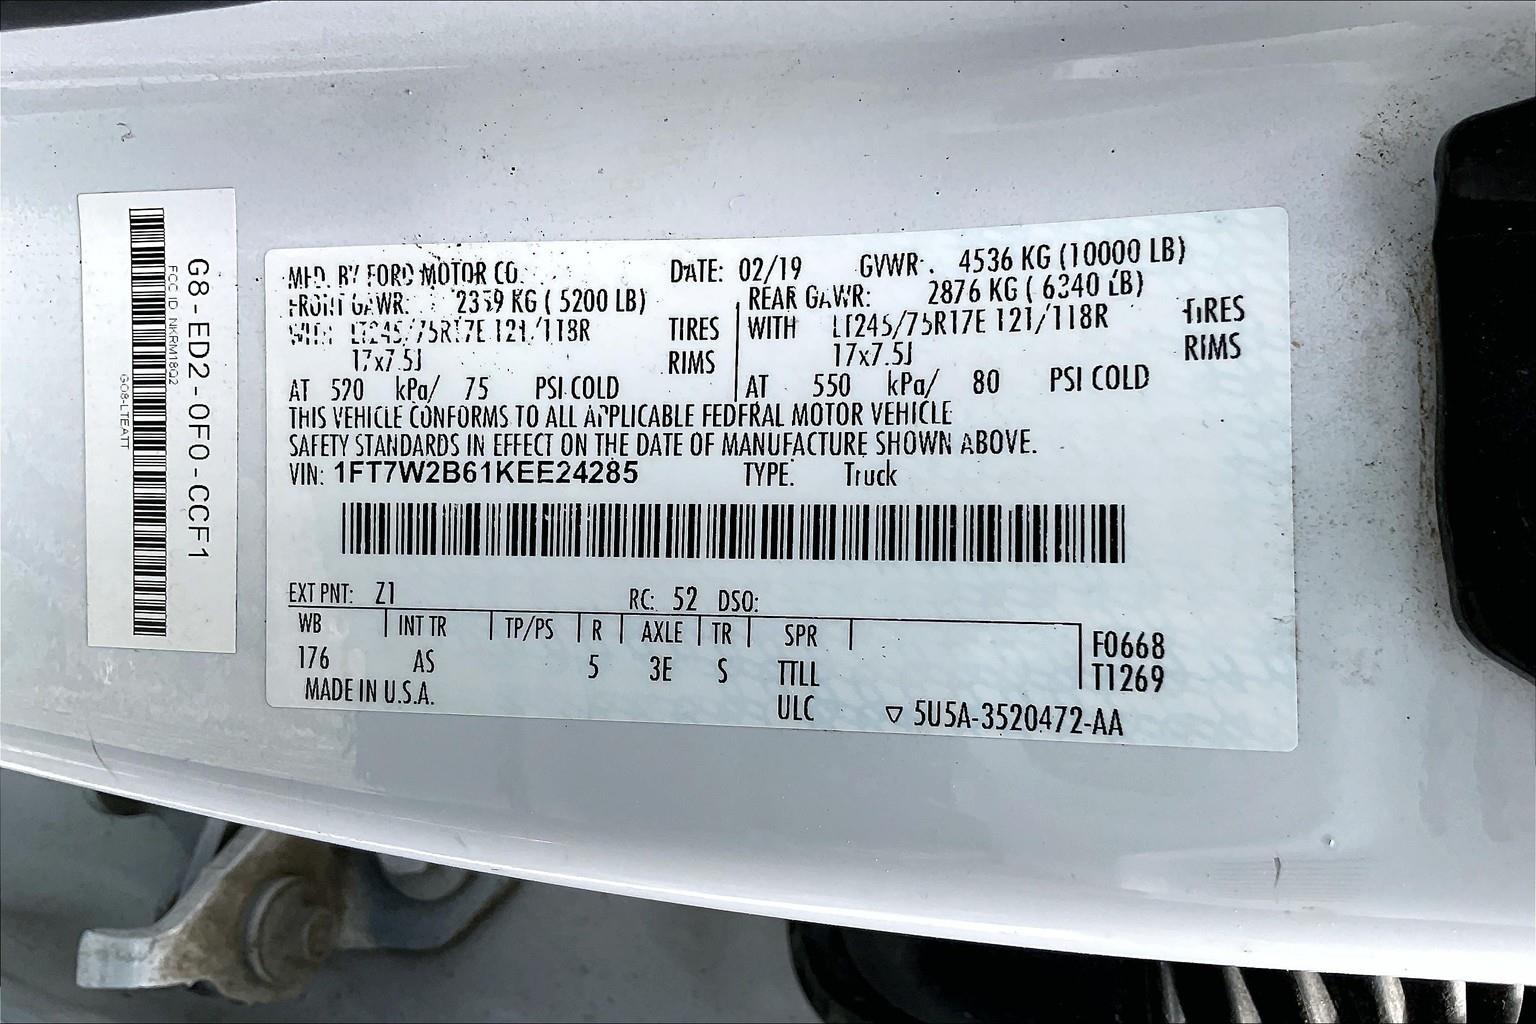 G8-ED2-0F0-CCF1
FCC ID NKRM18Q2
GO8-LTEATT
MFD. BY FORD MOTOR CO. DATE: 02/19 GVWR: 4536 KG (10000 LB)
FRONT GAWR: 2359 KG ( 5200 LB) REAR GAWR: 2876 KG ( 6340 LB)
WITH LT245/75R17E 121/118R TIRES WITH LT245/75R17E 121/118R TIRES
17x7.5J RIMS 17x7.5J RIMS
AT 520 kPa/ 75 PSI COLD AT 550 kPa/ 80 PSI COLD
THIS VEHICLE CONFORMS TO ALL APPLICABLE FEDERAL MOTOR VEHICLE
SAFETY STANDARDS IN EFFECT ON THE DATE OF MANUFACTURE SHOWN ABOVE.
VIN: 1FT7W2B61KEE24285 TYPE: Truck
EXT PNT: Z1 RC: 52 DSO:
WB INT TR TP/PS R AXLE TR SPR F0668
176 AS 5 3E S TTLL T1269
MADE IN U.S.A. ULC ▽ 5U5A-3520472-AA